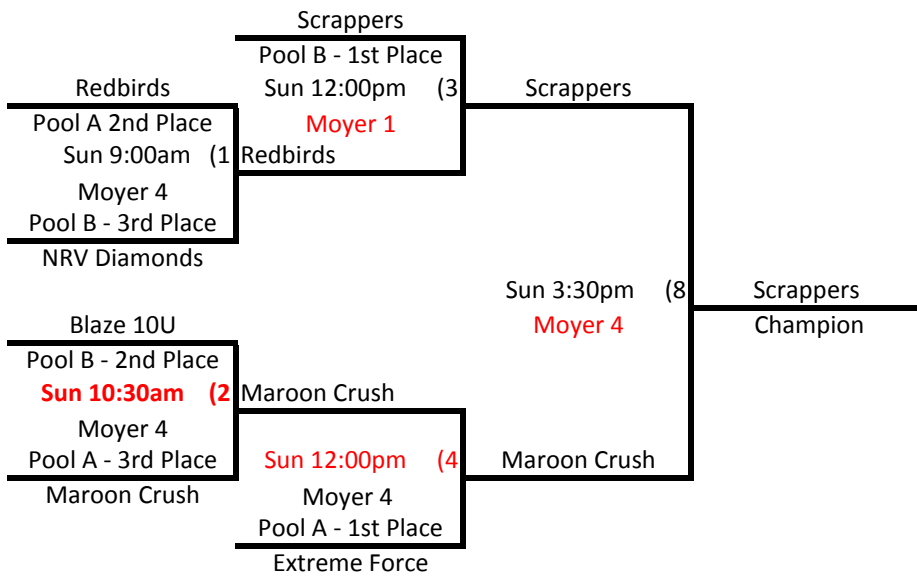 Scrappers
Pool B - 1st Place
Redbirds
Sun 12:00pm (3
Scrappers
Pool A 2nd Place
Moyer 1
Sun 9:00am (1
Redbirds
Moyer 4
Pool B - 3rd Place
NRV Diamonds
Sun 3:30pm (8
Scrappers
Blaze 10U
Moyer 4
Champion
Pool B - 2nd Place
Sun 10:30am (2
Maroon Crush
Moyer 4
Pool A - 3rd Place
Sun 12:00pm (4
Maroon Crush
Maroon Crush
Moyer 4
Pool A - 1st Place
Extreme Force